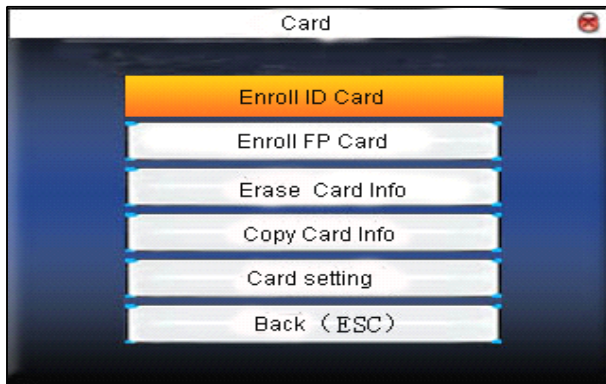 Card
Enroll ID Card
Enroll FP Card
Erase Card Info
Copy Card Info
Card setting
Back（ESC）